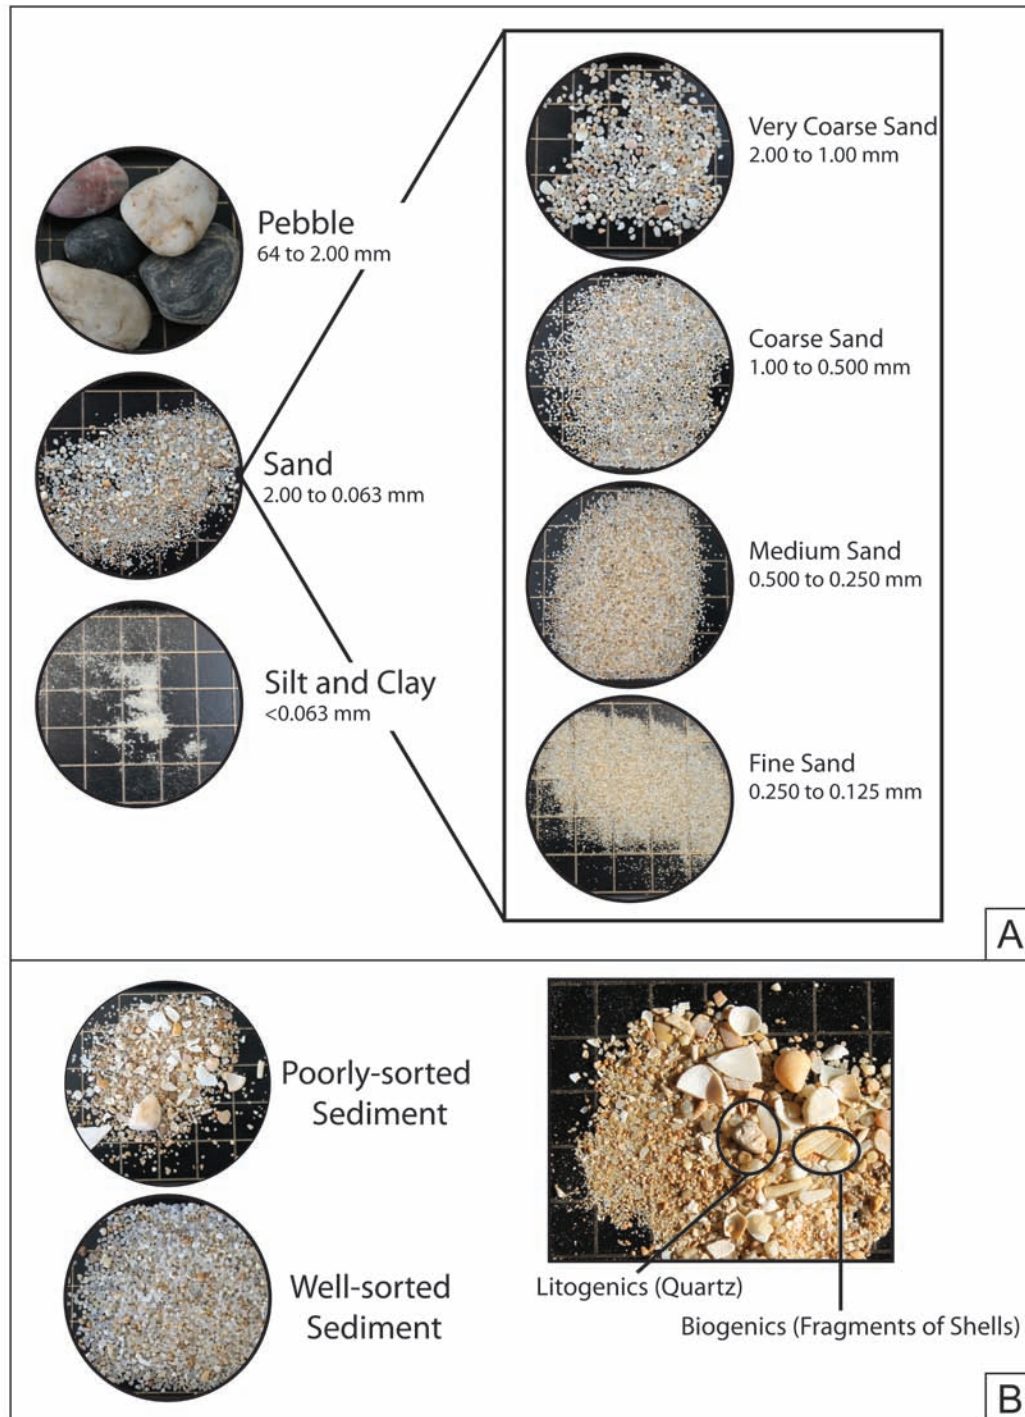 Pebble
64 to 2.00 mm
Sand
2.00 to 0.063 mm
Silt and Clay
<0.063 mm
Very Coarse Sand
2.00 to 1.00 mm
Coarse Sand
1.00 to 0.500 mm
Medium Sand
0.500 to 0.250 mm
Fine Sand
0.250 to 0.125 mm
A
Poorly-sorted
Sediment
Well-sorted
Sediment
Litogenics (Quartz)
Biogenics (Fragments of Shells)
B